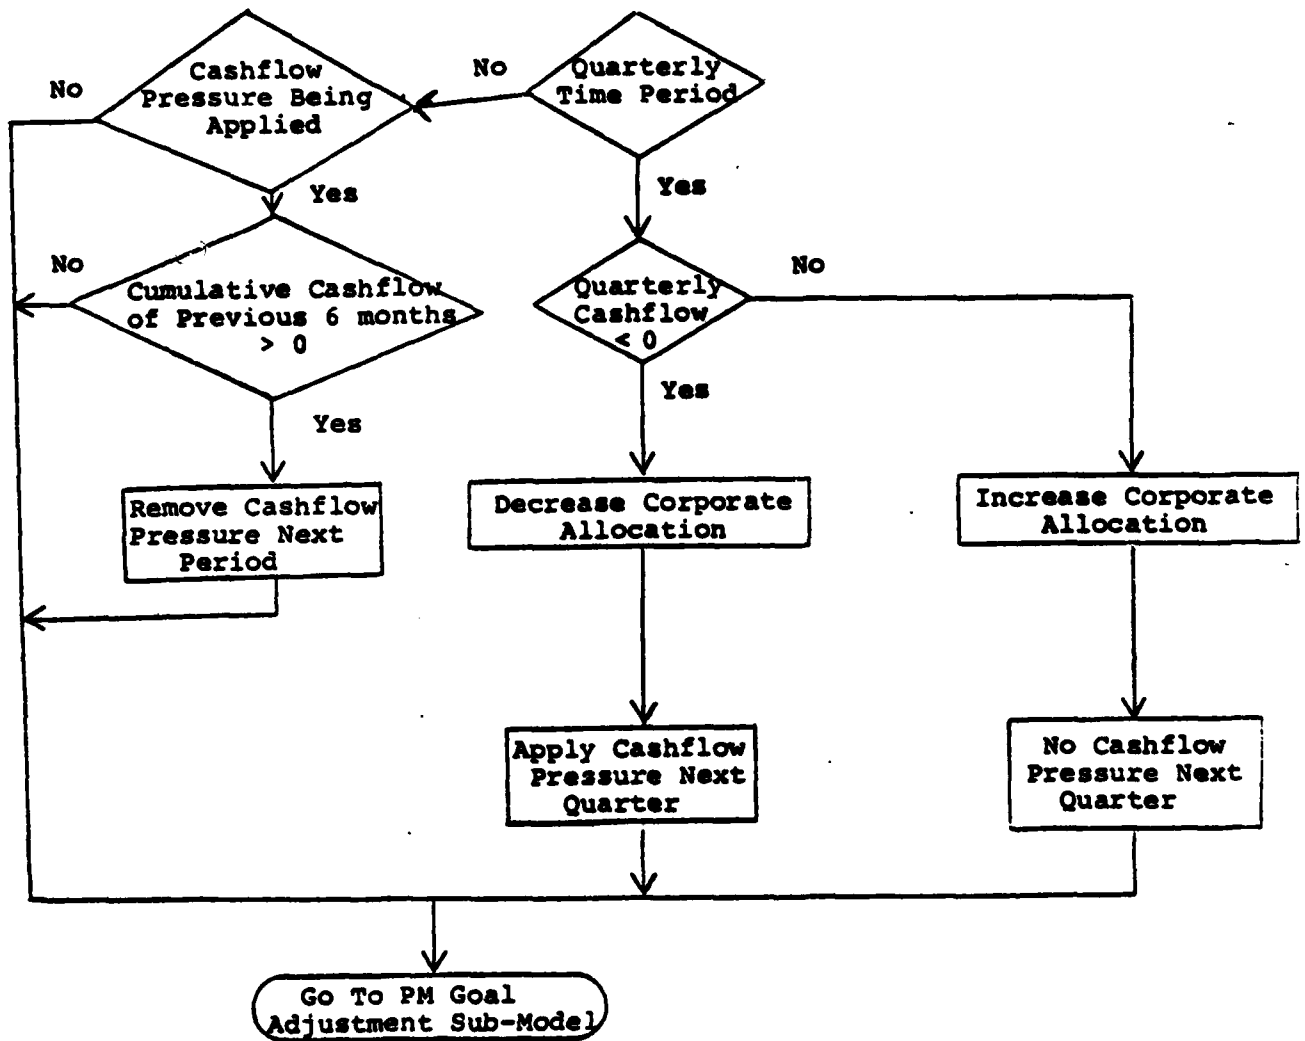 Cashflow
Pressure Being
Applied
No
No
Quarterly
Time Period
Yes
Yes
No
Cumulative Cashflow
of Previous 6 months
> 0
Quarterly
Cashflow
< 0
No
Yes
Yes
Remove Cashflow
Pressure Next
Period
Decrease Corporate
Allocation
Increase Corporate
Allocation
Apply Cashflow
Pressure Next
Quarter
No Cashflow
Pressure Next
Quarter
Go To PM Goal
Adjustment Sub-Model